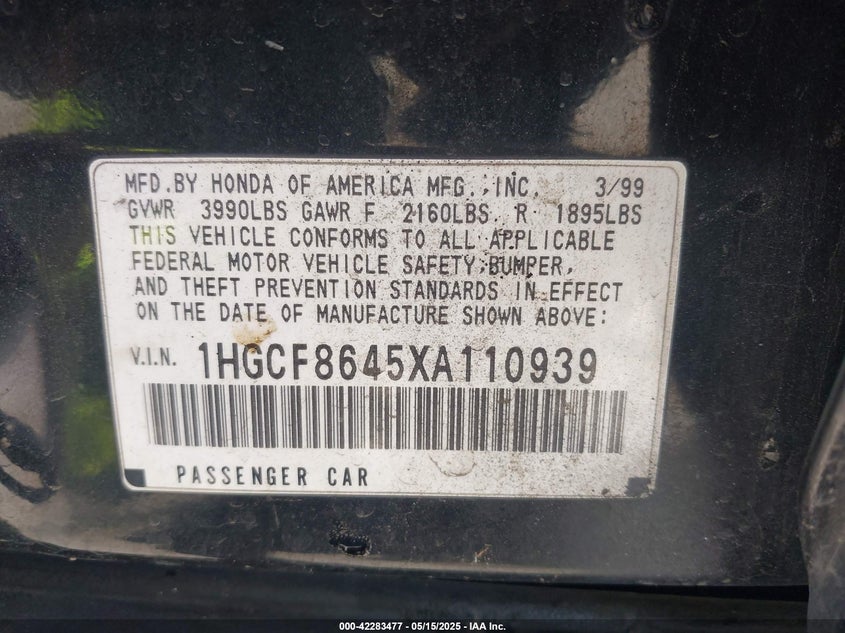 MFD.BY HONDA OF AMERICA MFG.,INC. 3/99
GVWR 3990LBS GAWR F 2160LBS R 1895LBS
THIS VEHICLE CONFORMS TO ALL APPLICABLE
FEDERAL MOTOR VEHICLE SAFETY,BUMPER,
AND THEFT PREVENTION STANDARDS IN EFFECT
ON THE DATE OF MANUFACTURE SHOWN ABOVE:
V.I.N. 1HGCF8645XA110939
PASSENGER CAR
000-42283477 - 05/15/2025 - IAA Inc.